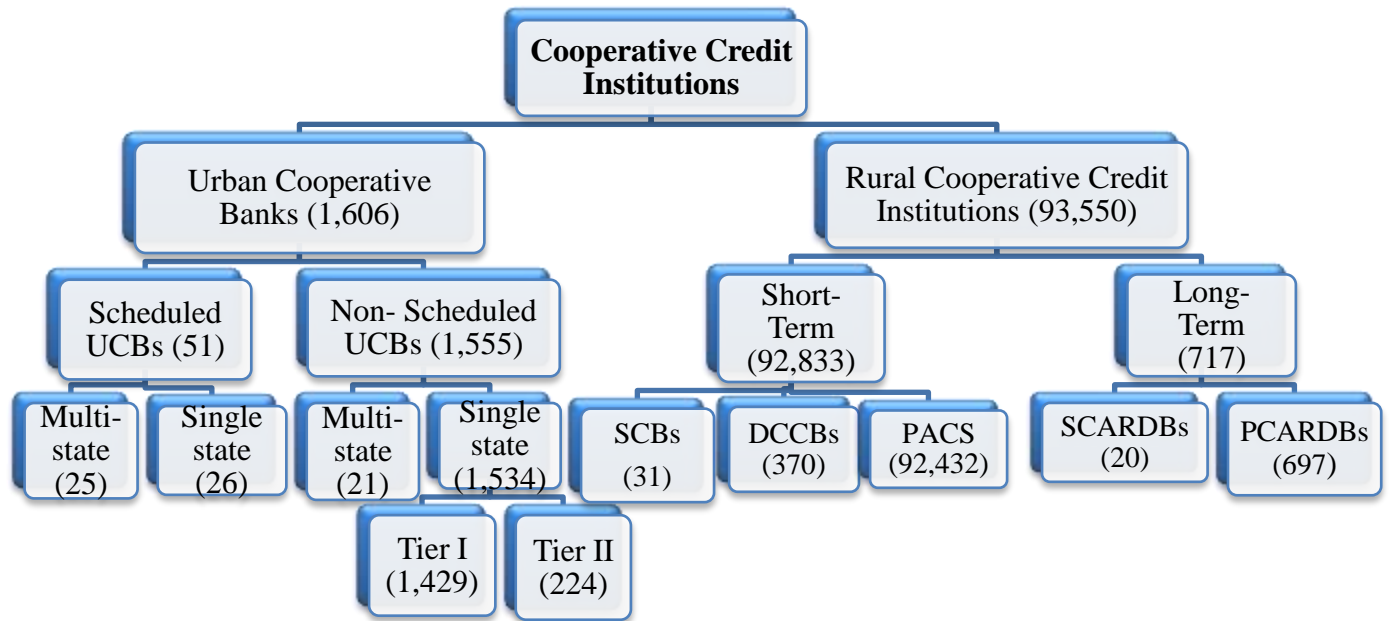 Cooperative Credit
Institutions
Urban Cooperative
Banks (1,606)
Rural Cooperative Credit
Institutions (93,550)
Scheduled
UCBs (51)
Non- Scheduled
UCBs (1,555)
Short-
Term
(92,833)
Long-
Term
(717)
Multi-
state
(25)
Single
state
(26)
Multi-
state
(21)
Single
state
(1,534)
SCBs
(31)
DCCBs
(370)
PACS
(92,432)
SCARDBs
(20)
PCARDBs
(697)
Tier I
(1,429)
Tier II
(224)